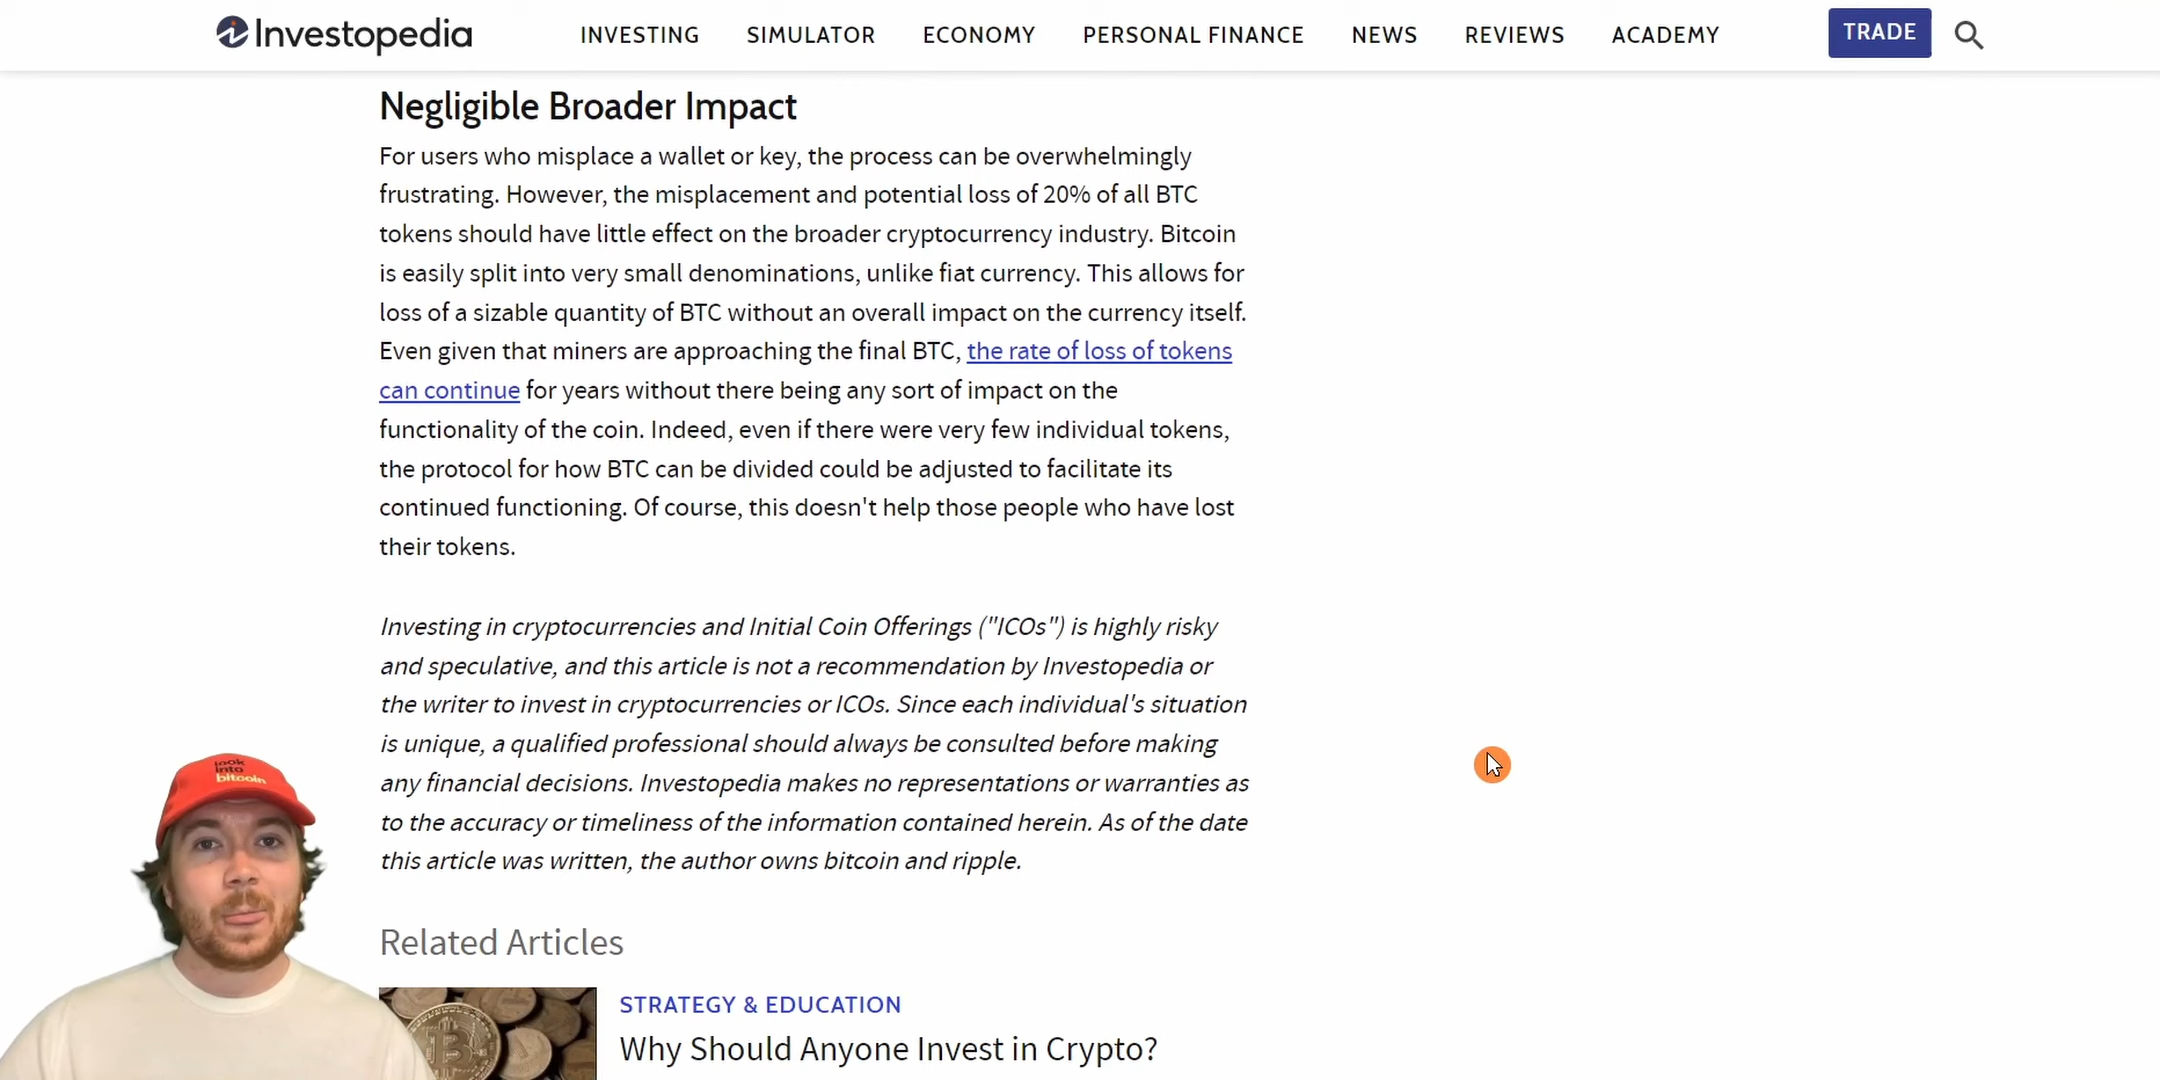 Investopedia
INVESTING
SIMULATOR
ECONOMY
PERSONAL FINANCE
NEWS
REVIEWS
ACADEMY
TRADE
Negligible Broader Impact
For users who misplace a wallet or key, the process can be overwhelmingly
frustrating. However, the misplacement and potential loss of 20% of all BTC
tokens should have little effect on the broader cryptocurrency industry. Bitcoin
is easily split into very small denominations, unlike fiat currency. This allows for
loss of a sizable quantity of BTC without an overall impact on the currency itself.
Even given that miners are approaching the final BTC, the rate of loss of tokens
can continue for years without there being any sort of impact on the
functionality of the coin. Indeed, even if there were very few individual tokens,
the protocol for how BTC can be divided could be adjusted to facilitate its
continued functioning. Of course, this doesn't help those people who have lost
their tokens.
Investing in cryptocurrencies and Initial Coin Offerings ("ICOs") is highly risky
and speculative, and this article is not a recommendation by Investopedia or
the writer to invest in cryptocurrencies or ICOs. Since each individual's situation
is unique, a qualified professional should always be consulted before making
any financial decisions. Investopedia makes no representations or warranties as
to the accuracy or timeliness of the information contained herein. As of the date
this article was written, the author owns bitcoin and ripple.
look
into
bitcoin
Related Articles
STRATEGY & EDUCATION
Why Should Anyone Invest in Crypto?